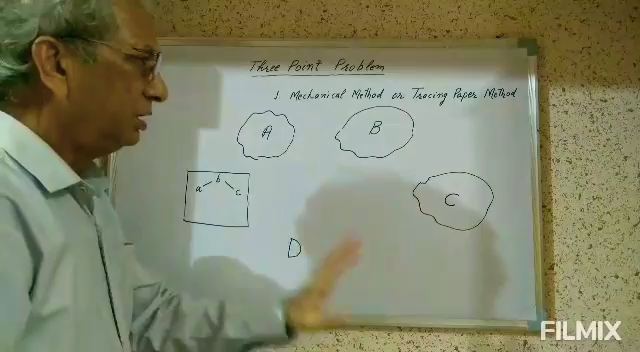 Three Point Problem
1 Mechanical Method or Tracing Paper Method
A
B
a b c
C
D
FILMIX